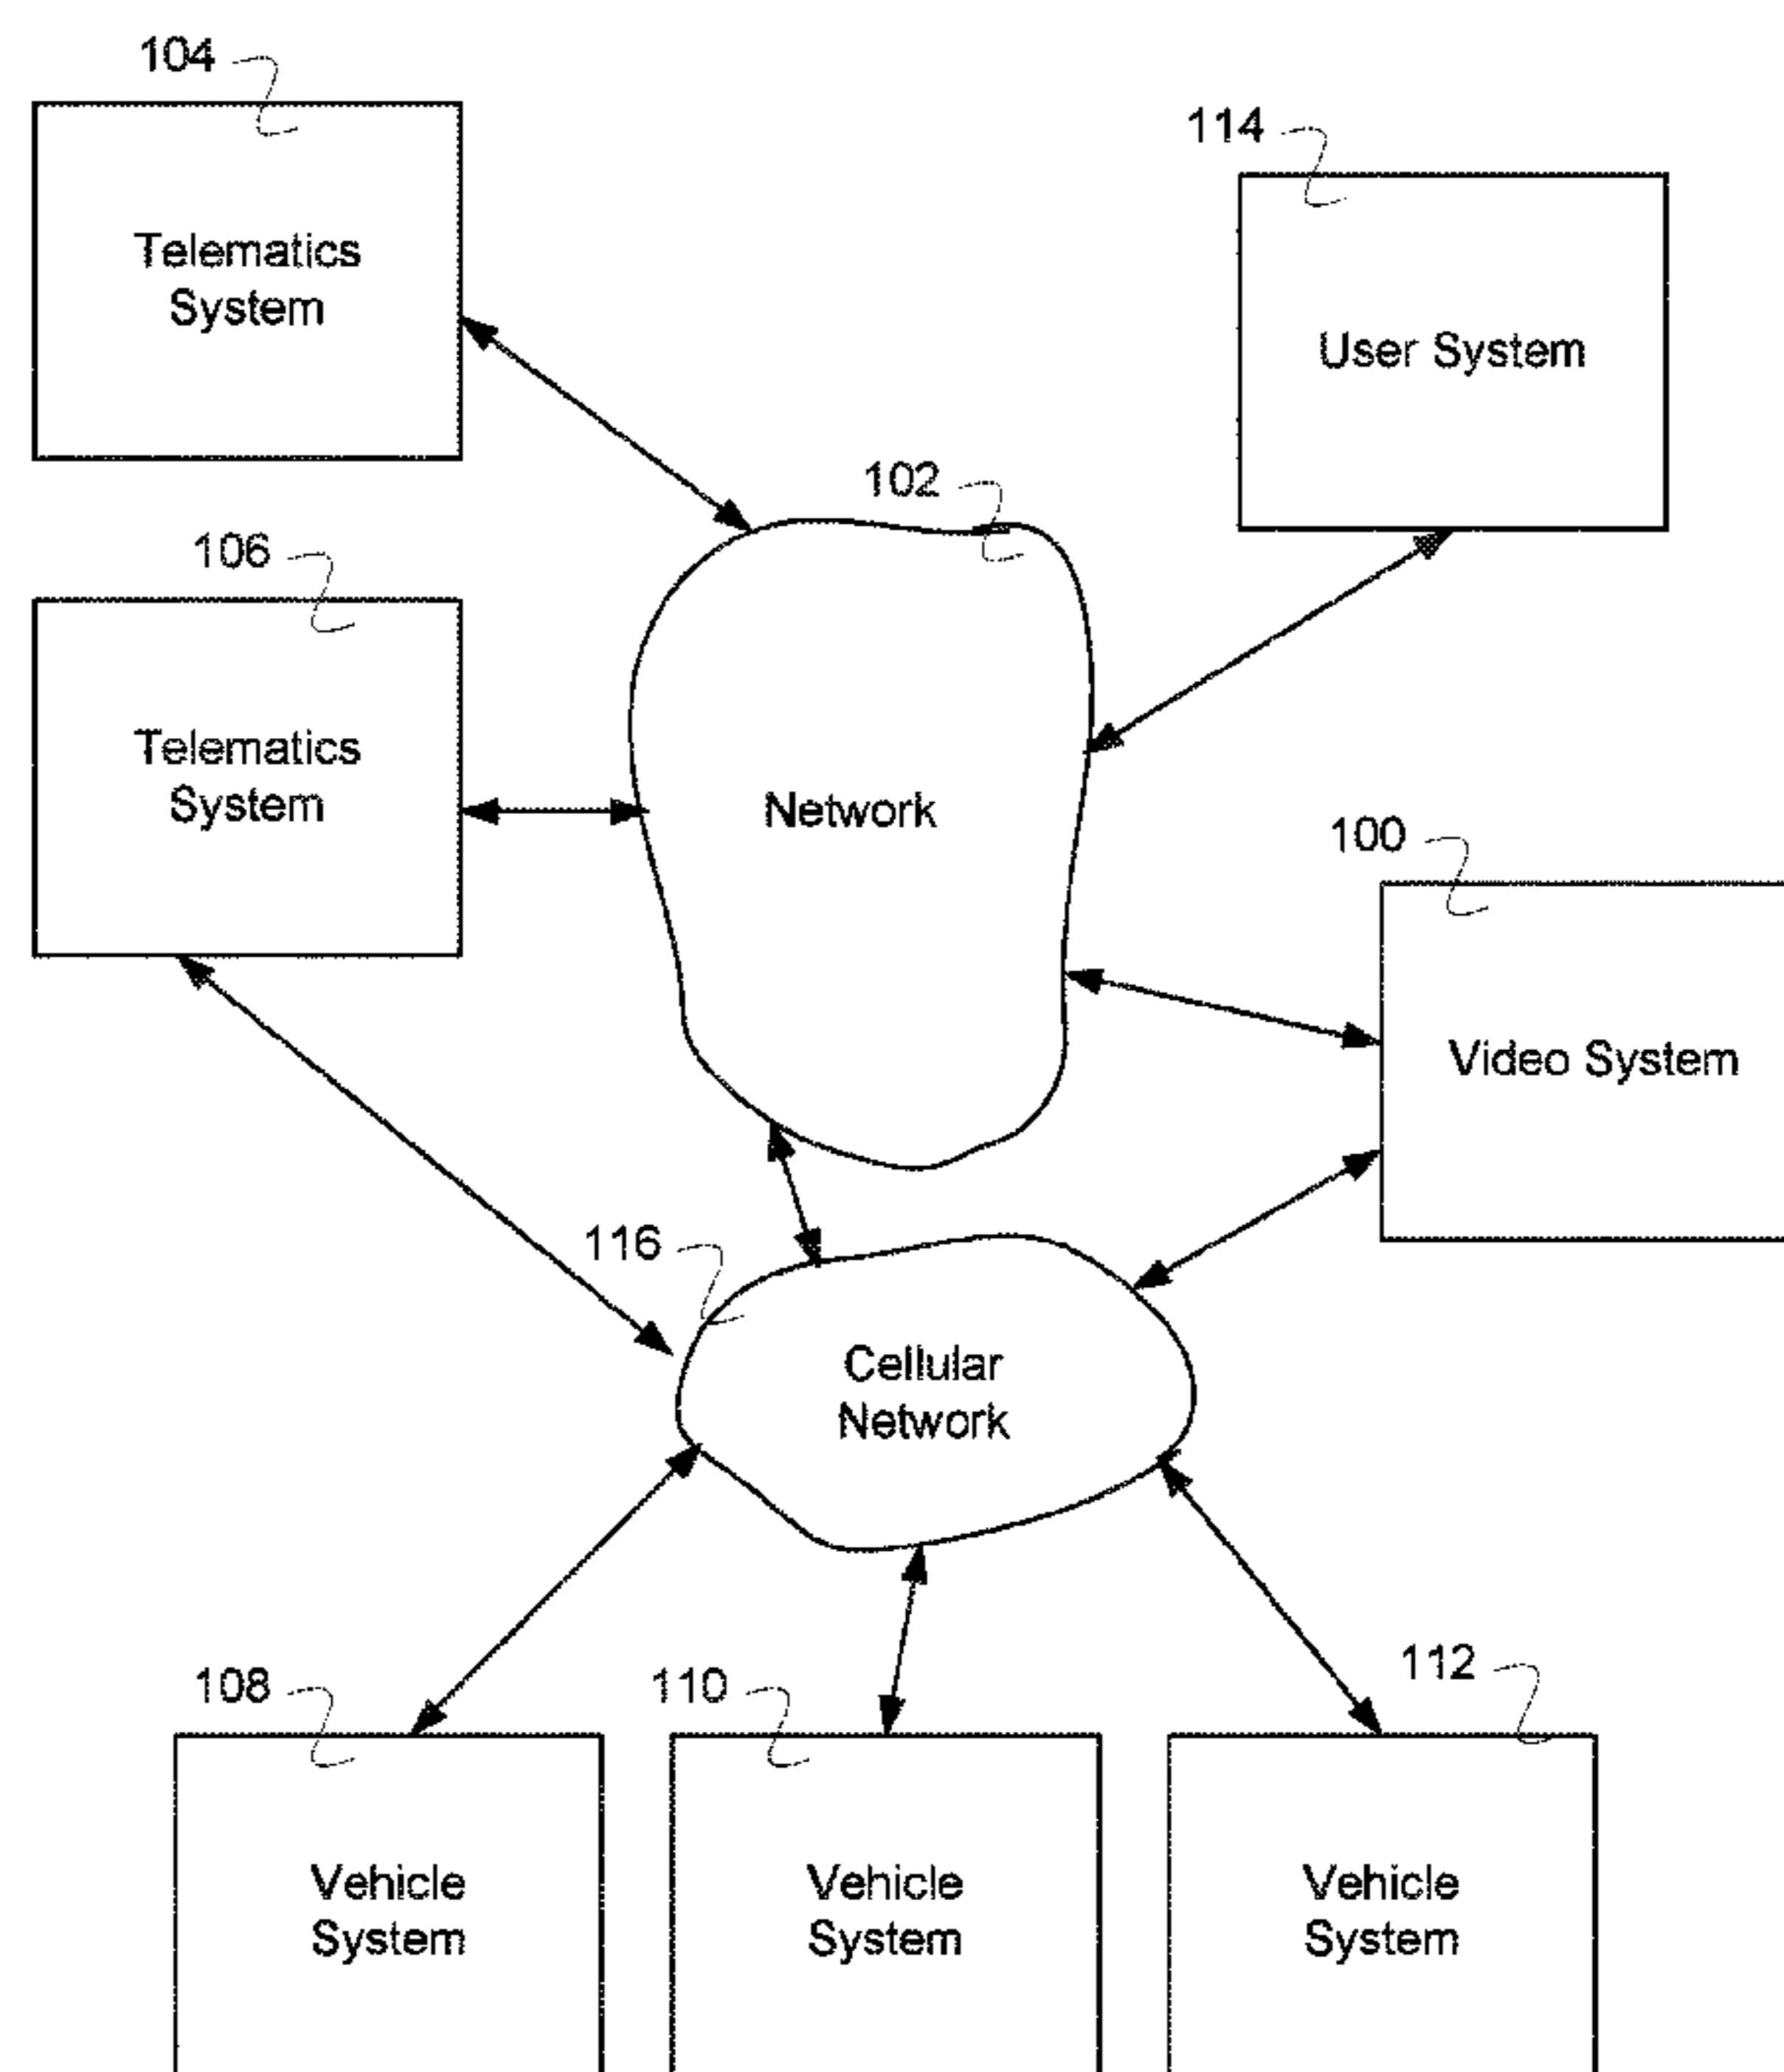 104
Telematics
System
114
User System
102
106
Telematics
System
Network
100
Video System
116
Cellular
Network
108
Vehicle
System
110
Vehicle
System
112
Vehicle
System